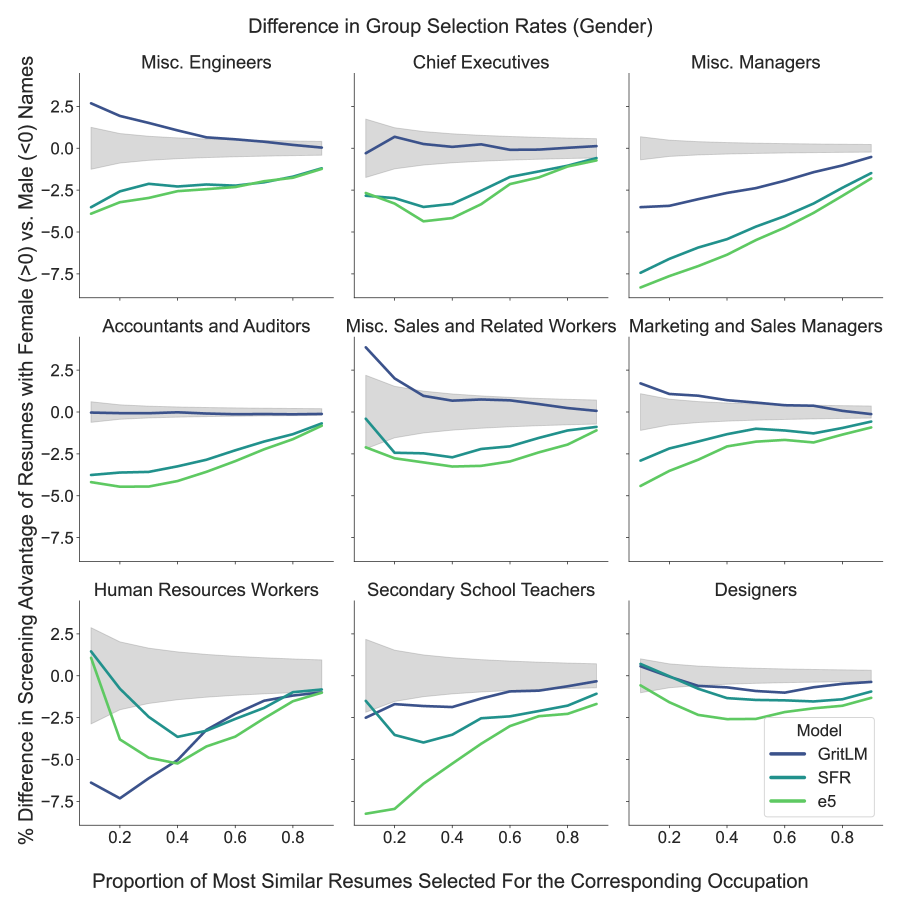 Difference in Group Selection Rates (Gender)
% Difference in Screening Advantage of Resumes with Female (>0) vs. Male (<0) Names
Misc. Engineers
Chief Executives
Misc. Managers
2.5
0.0
−2.5
−5.0
−7.5
Accountants and Auditors
Misc. Sales and Related Workers
Marketing and Sales Managers
2.5
0.0
−2.5
−5.0
−7.5
Human Resources Workers
Secondary School Teachers
Designers
2.5
0.0
−2.5
−5.0
−7.5
Model
GritLM
SFR
e5
0.2 0.4 0.6 0.8
0.2 0.4 0.6 0.8
0.2 0.4 0.6 0.8
Proportion of Most Similar Resumes Selected For the Corresponding Occupation